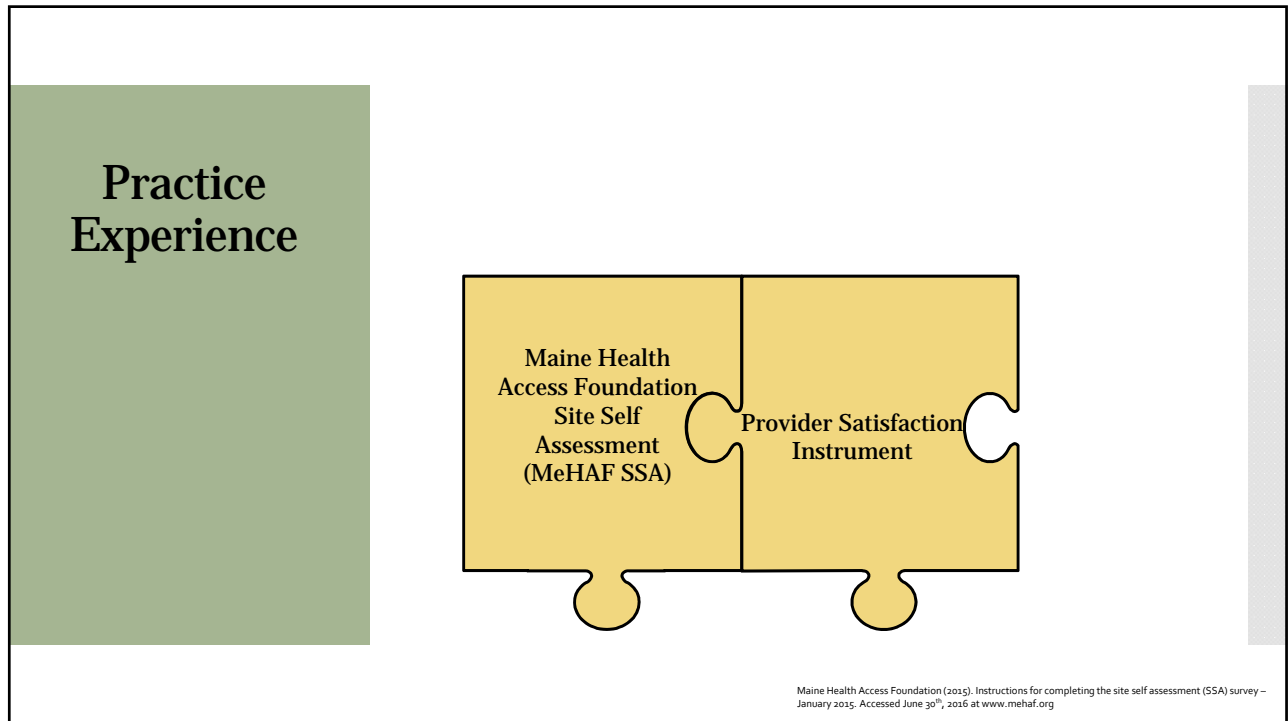 Practice
Experience
Maine Health
Access Foundation
Site Self
Assessment
(MeHAF SSA)
Provider Satisfaction
Instrument
Maine Health Access Foundation (2015). Instructions for completing the site self assessment (SSA) survey –
January 2015. Accessed June 30th, 2016 at www.mehaf.org